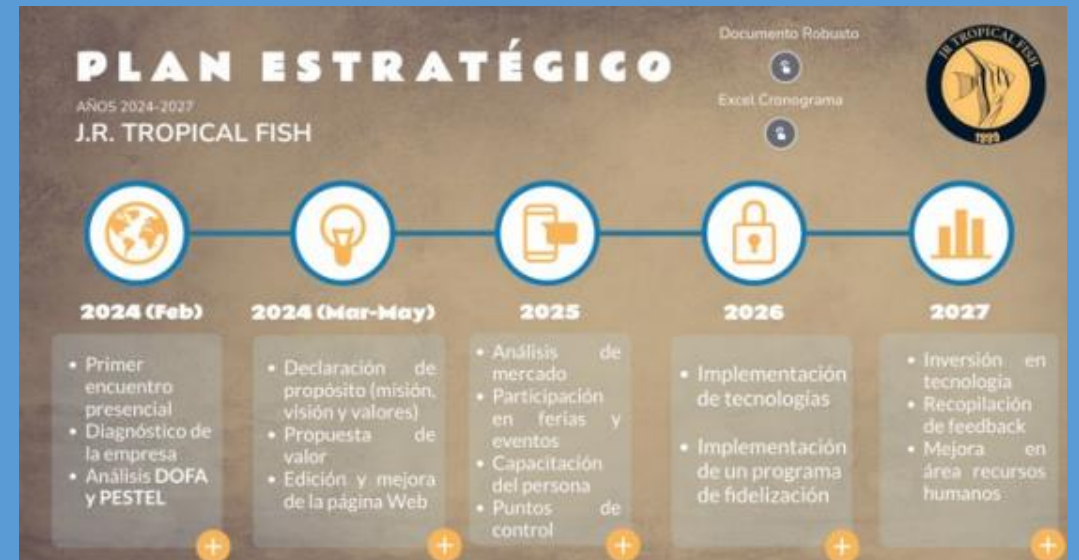 PLAN ESTRATÉGICO
AÑOS 2024-2027
J.R. TROPICAL FISH
Documento Robusto
Excel Cronograma
JR TROPICAL FISH
1995
2024 (Feb)
• Primer
encuentro
presencial
• Diagnóstico de
la empresa
• Análisis DOFA
y PESTEL
2024 (Mar-May)
• Declaración de
propósito (misión,
visión y valores)
• Propuesta de
valor
• Edición y mejora
de la página Web
2025
• Análisis de
mercado
• Participación
en ferias y
eventos
• Capacitación
del persona
• Puntos de
control
2026
• Implementación
de tecnologías
• Implementación
de un programa
de fidelización
2027
• Inversión en
tecnología
• Recopilación
de feedback
• Mejora en
área recursos
humanos